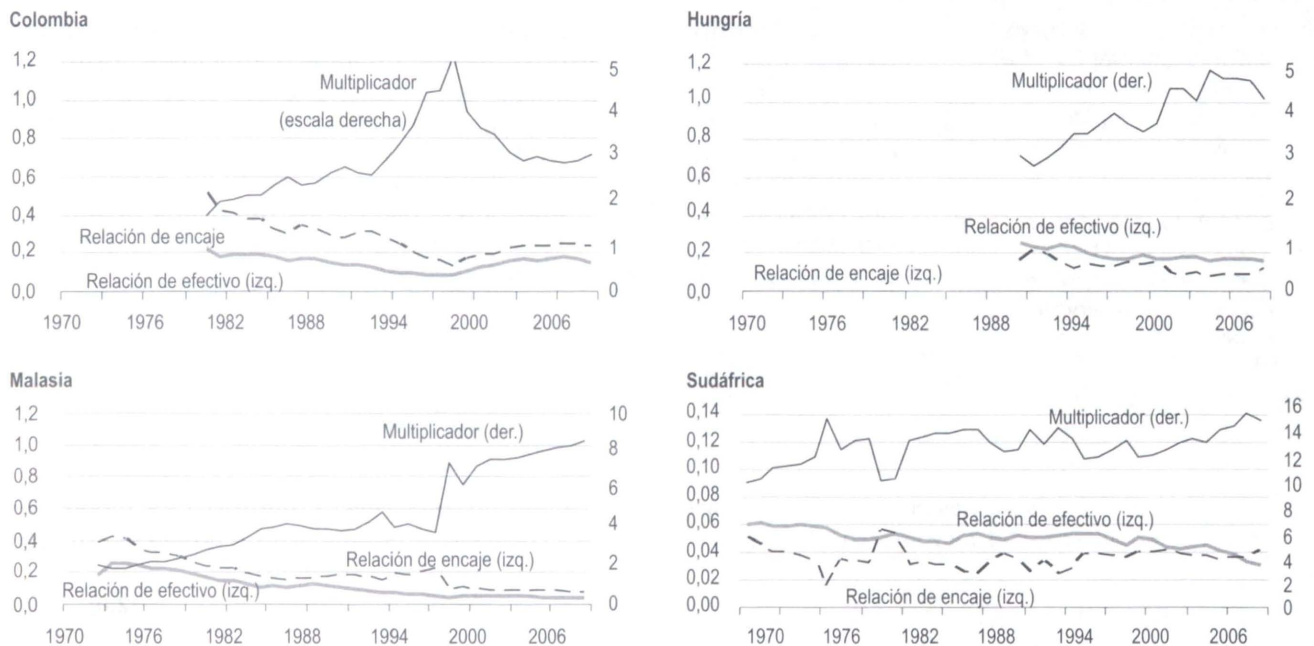 Colombia
1,2
1,0
0,8
0,6
0,4
0,2
0,0
5
4
3
2
1
0
Multiplicador
(escala derecha)
Relación de encaje
Relación de efectivo (izq.)
1970 1976 1982 1988 1994 2000 2006
Hungría
1,2
1,0
0,8
0,6
0,4
0,2
0,0
5
4
3
2
1
0
Multiplicador (der.)
Relación de efectivo (izq.)
Relación de encaje (izq.)
1970 1976 1982 1988 1994 2000 2006
Malasia
1,2
1,0
0,8
0,6
0,4
0,2
0,0
10
8
6
4
2
0
Multiplicador (der.)
Relación de encaje (izq.)
Relación de efectivo (izq.)
1970 1976 1982 1988 1994 2000 2006
Sudáfrica
0,14
0,12
0,10
0,08
0,06
0,04
0,02
0,00
16
14
12
10
8
6
4
2
0
Multiplicador (der.)
Relación de efectivo (izq.)
Relación de encaje (izq.)
1970 1976 1982 1988 1994 2000 2006